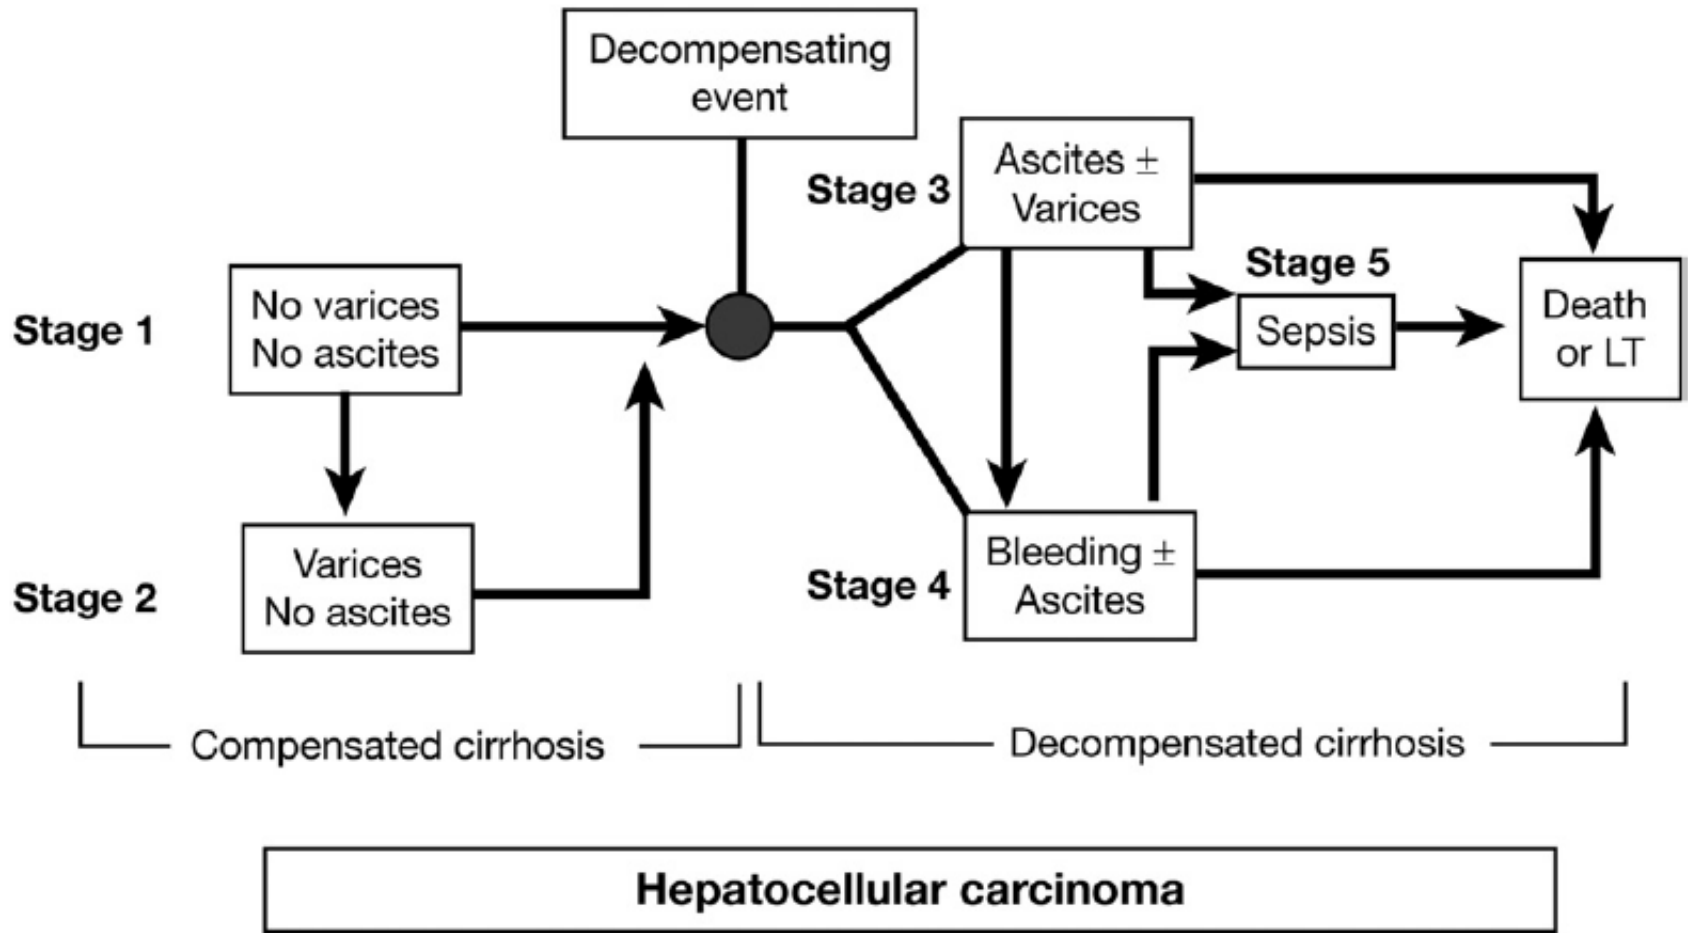 Decompensating
event
Stage 3
Ascites ±
Varices
Stage 1
No varices
No ascites
Stage 5
Sepsis
Death
or LT
Stage 2
Varices
No ascites
Stage 4
Bleeding ±
Ascites
Compensated cirrhosis
Decompensated cirrhosis
Hepatocellular carcinoma